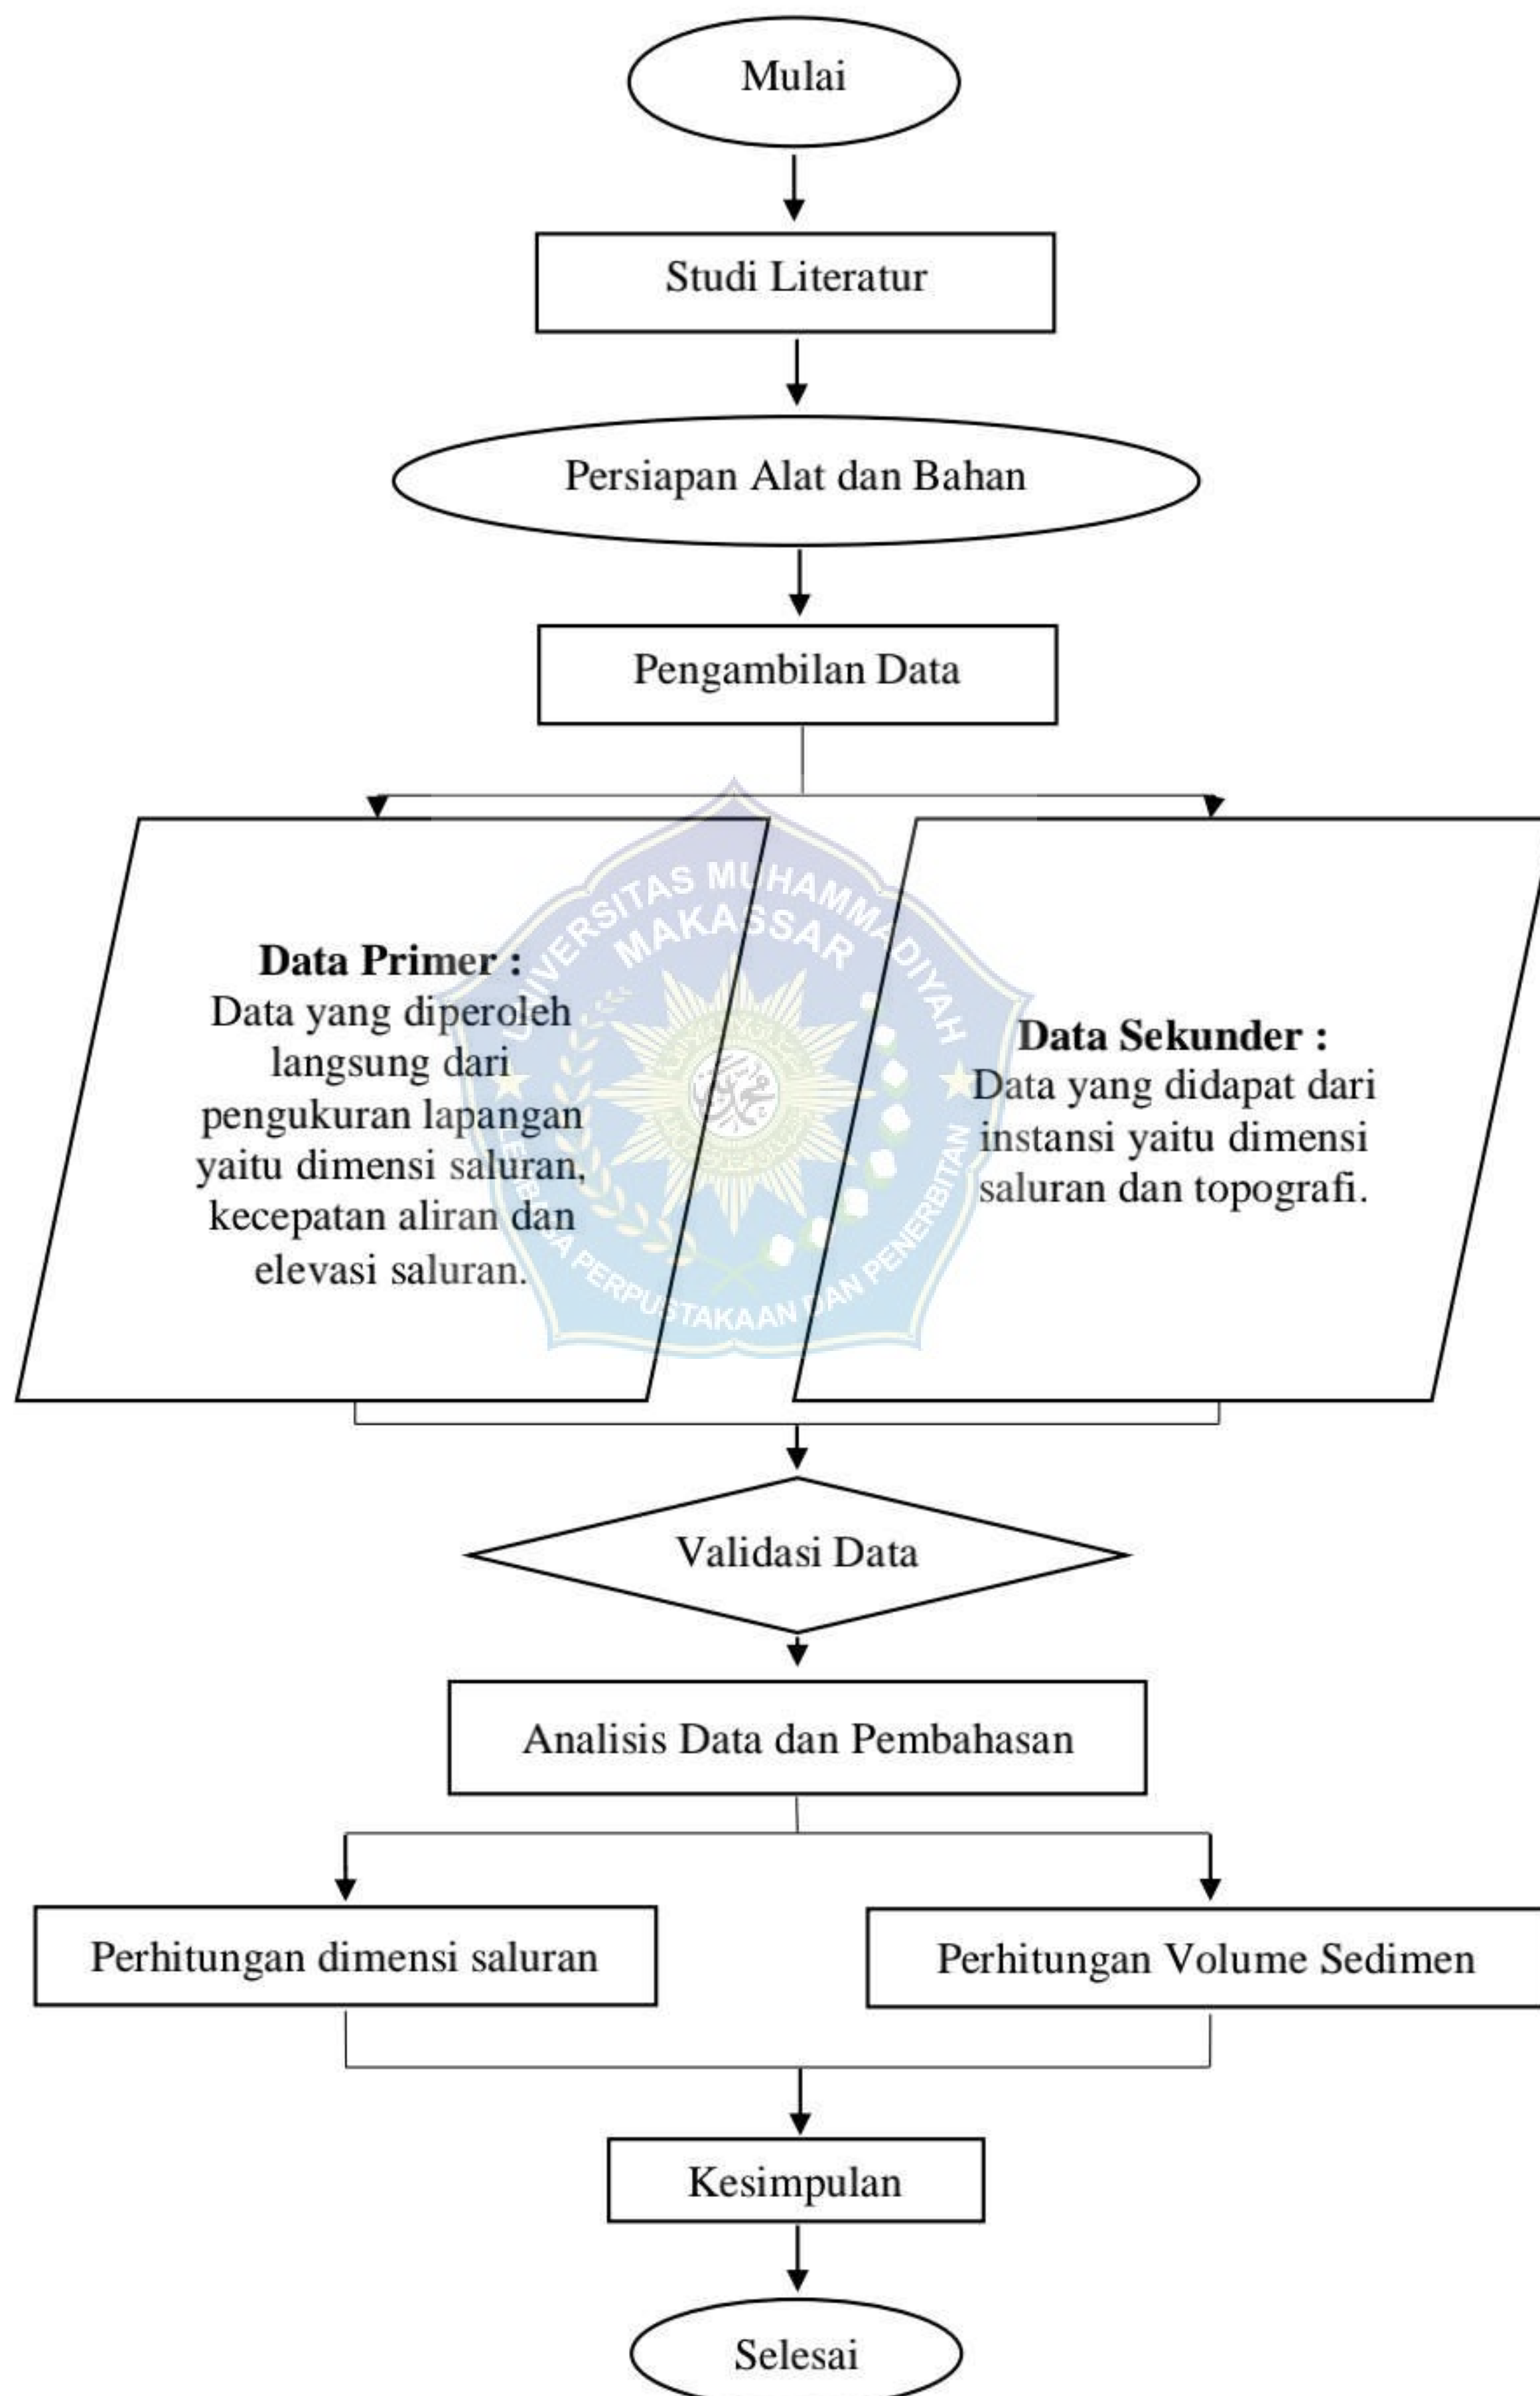 Mulai
Studi Literatur
Persiapan Alat dan Bahan
Pengambilan Data
UNIVERSITAS MUHAMMADIYAH
MAKASSAR
LEMBAGA PERPUSTAKAAN DAN PENERBITAN
Data Primer :
Data yang diperoleh
langsung dari
pengukuran lapangan
yaitu dimensi saluran,
kecepatan aliran dan
elevasi saluran.
Data Sekunder :
Data yang didapat dari
instansi yaitu dimensi
saluran dan topografi.
Validasi Data
Analisis Data dan Pembahasan
Perhitungan dimensi saluran
Perhitungan Volume Sedimen
Kesimpulan
Selesai